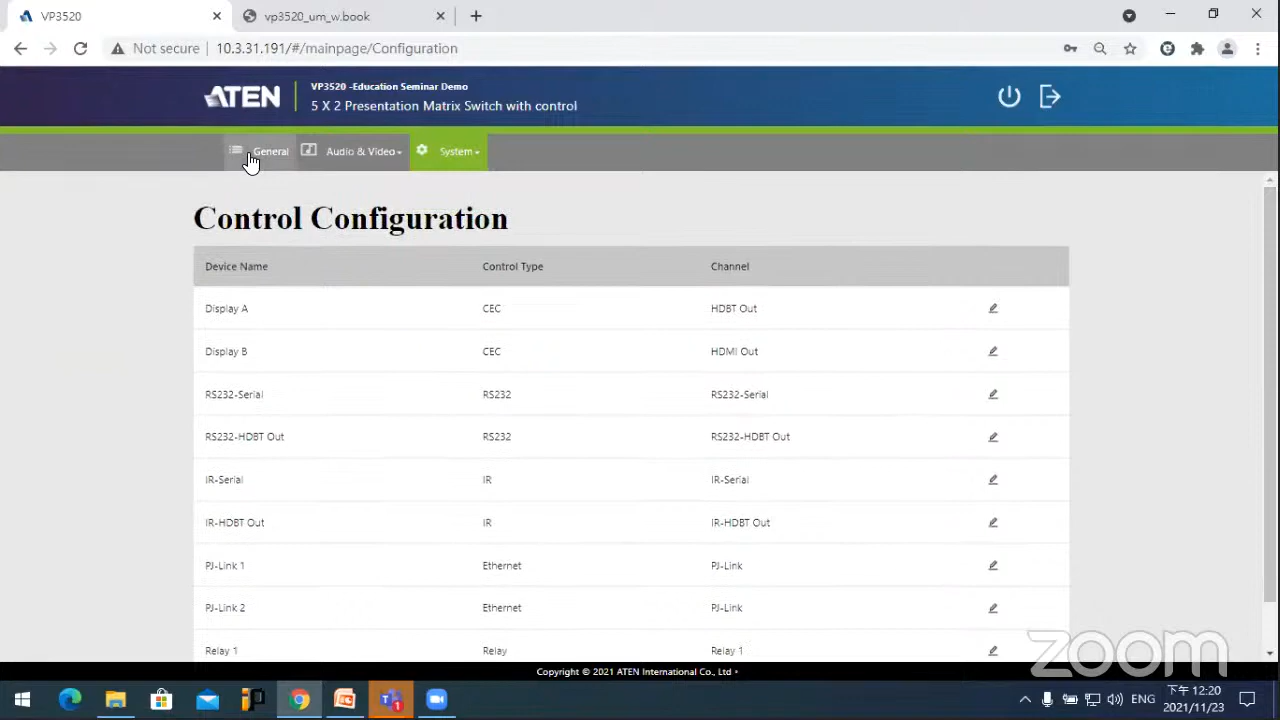 VP3520
vp3520_um_w.book
Not secure
10.3.31.191/#/mainpage/Configuration
ATEN
VP3520 -Education Seminar Demo
5 X 2 Presentation Matrix Switch with control
General
Audio & Video
System
Control Configuration
Device Name Control Type Channel
Display A CEC HDBT Out
Display B CEC HDMI Out
RS232-Serial RS232 RS232-Serial
RS232-HDBT Out RS232 RS232-HDBT Out
IR-Serial IR IR-Serial
IR-HDBT Out IR IR-HDBT Out
PJ-Link 1 Ethernet PJ-Link
PJ-Link 2 Ethernet PJ-Link
Relay 1 Relay Relay 1
zoom
Copyright © 2021 ATEN International Co., Ltd •
1
ENG
下午 12:20
2021/11/23